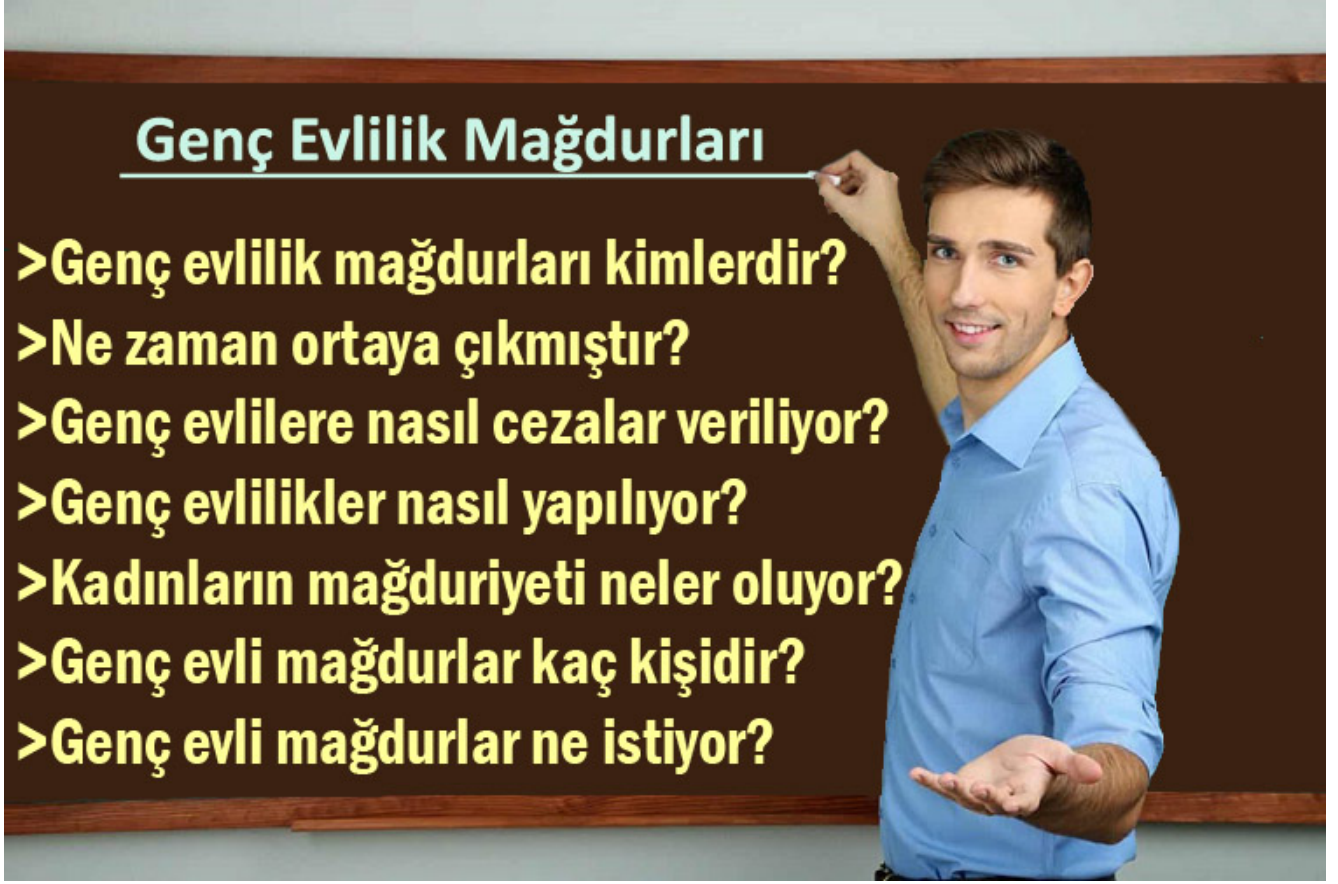 Genç Evlilik Mağdurları
>Genç evlilik mağdurları kimlerdir?
>Ne zaman ortaya çıkmıştır?
>Genç evlilere nasıl cezalar veriliyor?
>Genç evlilikler nasıl yapılıyor?
>Kadınların mağduriyeti neler oluyor?
>Genç evli mağdurlar kaç kişidir?
>Genç evli mağdurlar ne istiyor?